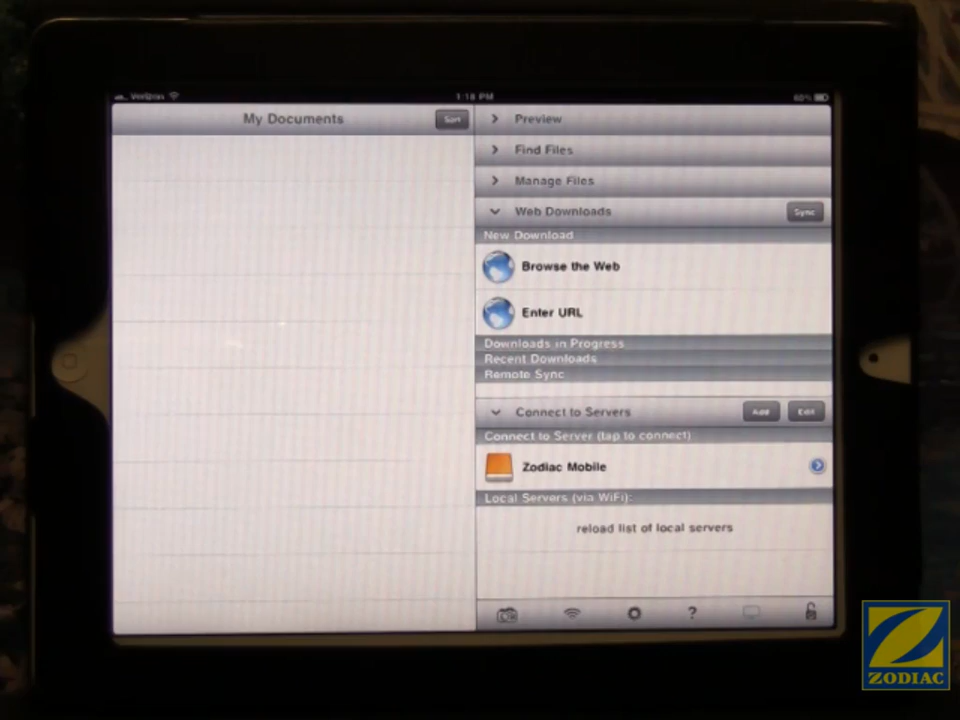 Verizon 1:18 PM 60%
My Documents Sort
Preview
Find Files
Manage Files
Web Downloads Sync
New Download
Browse the Web
Enter URL
Downloads in Progress
Recent Downloads
Remote Sync
Connect to Servers Add Edit
Connect to Server (tap to connect)
Zodiac Mobile
Local Servers (via WiFi):
reload list of local servers
?
ZODIAC